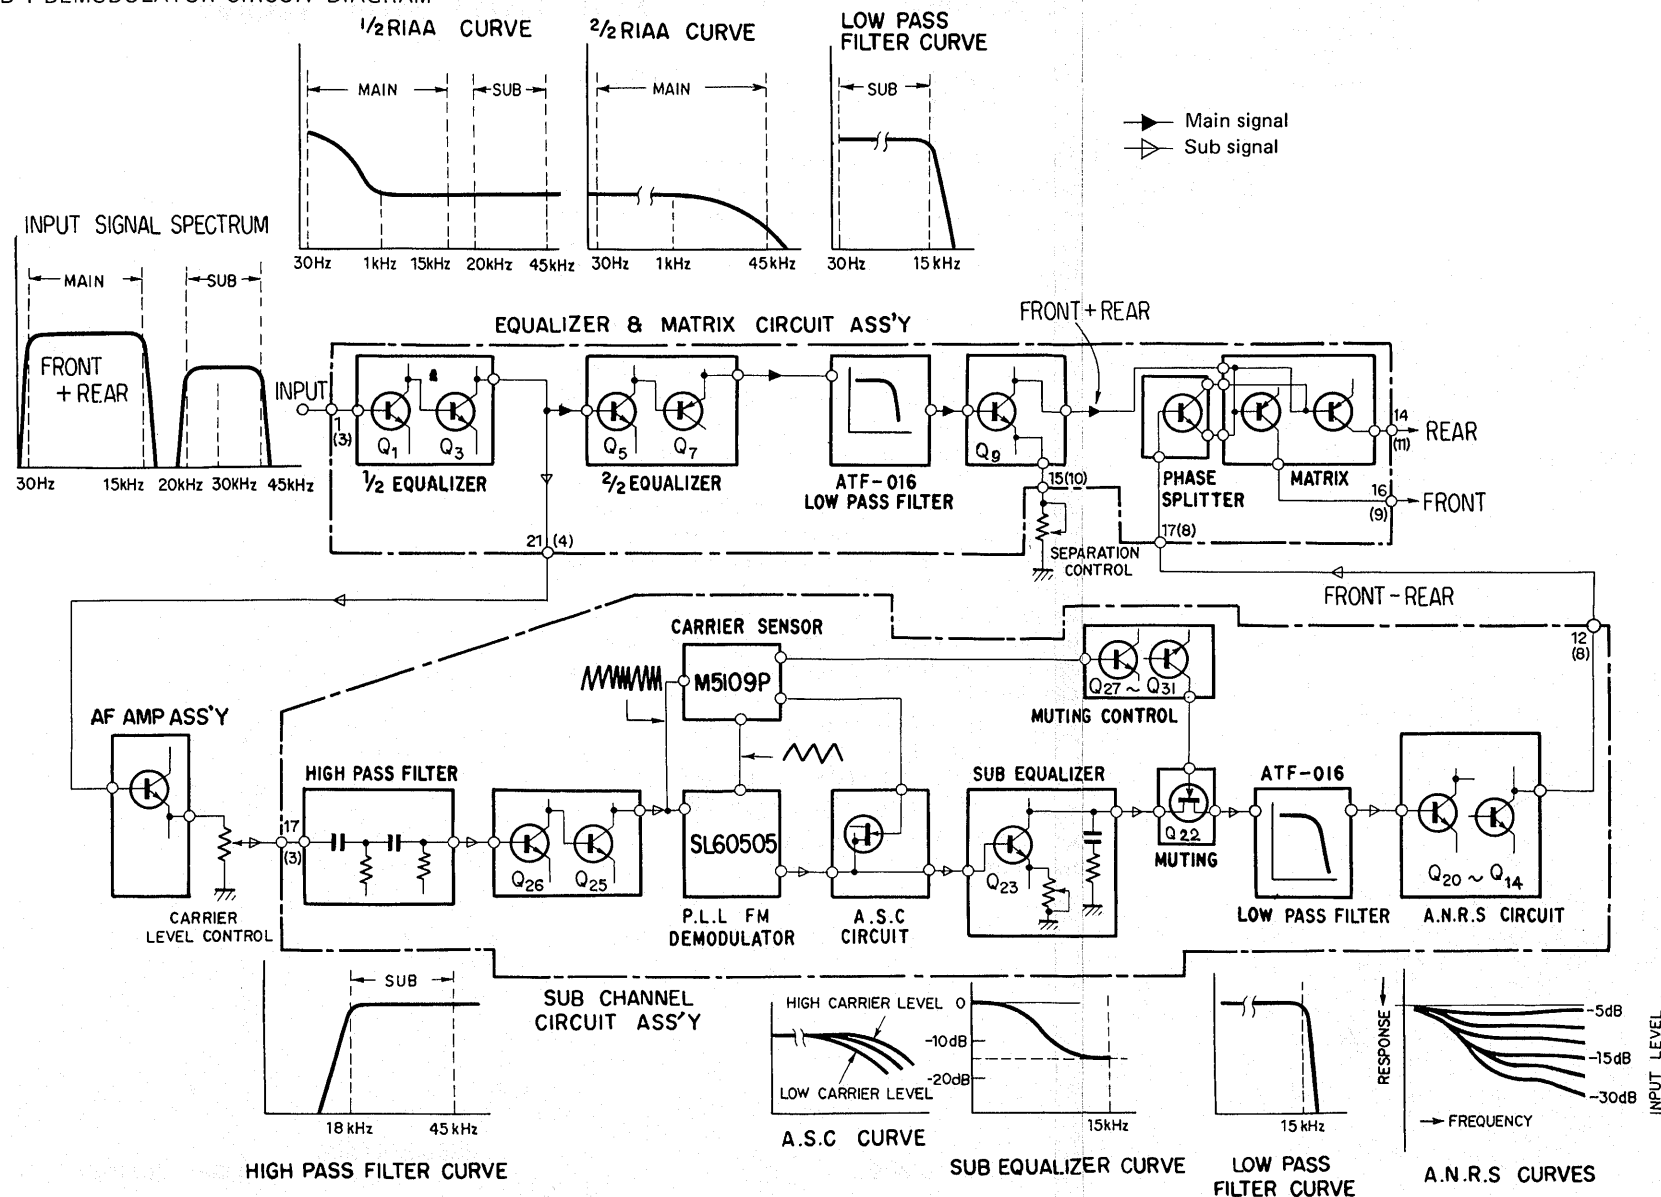 DEMODULATOR CIRCUIT DIAGRAM
1/2 RIAA CURVE
2/2 RIAA CURVE
LOW PASS
FILTER CURVE
MAIN
SUB
MAIN
SUB
Main signal
Sub signal
30Hz 1kHz 15kHz 20kHz 45kHz
30Hz 1kHz 45kHz
30Hz 15kHz
INPUT SIGNAL SPECTRUM
MAIN
SUB
FRONT
+ REAR
30Hz 15kHz 20kHz 30kHz 45kHz
EQUALIZER & MATRIX CIRCUIT ASS'Y
FRONT+REAR
INPUT
1
(3)
Q1 & Q3
1/2 EQUALIZER
Q5 Q7
2/2 EQUALIZER
ATF-016
LOW PASS FILTER
Q9
15(10)
SEPARATION
CONTROL
PHASE
SPLITTER
MATRIX
14
(11)
REAR
16
(9)
FRONT
17(8)
21 (4)
FRONT-REAR
12
(8)
CARRIER SENSOR
M5109P
Q27 ~ Q31
MUTING CONTROL
AF AMP ASS'Y
CARRIER
LEVEL CONTROL
17
(3)
HIGH PASS FILTER
Q26 Q25
SL60505
P.L.L FM
DEMODULATOR
A.S.C
CIRCUIT
SUB EQUALIZER
Q23
Q22
MUTING
ATF-016
LOW PASS FILTER
Q20 ~ Q14
A.N.R.S CIRCUIT
SUB CHANNEL
CIRCUIT ASS'Y
SUB
18kHz 45kHz
HIGH PASS FILTER CURVE
HIGH CARRIER LEVEL
LOW CARRIER LEVEL
A.S.C CURVE
0
-10dB
-20dB
15kHz
SUB EQUALIZER CURVE
15kHz
LOW PASS
FILTER CURVE
RESPONSE
FREQUENCY
-5dB
-15dB
-30dB
INPUT LEVEL
A.N.R.S CURVES